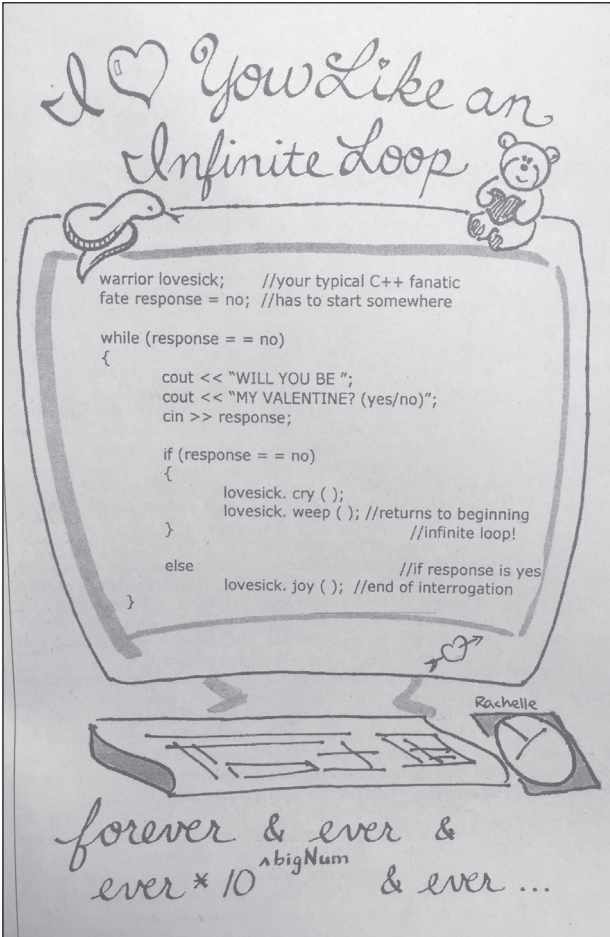 I ♡ You Like an
Infinite Loop
warrior lovesick; //your typical C++ fanatic
fate response = no; //has to start somewhere
while (response = = no)
{
cout << “WILL YOU BE ”;
cout << “MY VALENTINE? (yes/no)”;
cin >> response;
if (response = = no)
{
lovesick. cry ( );
lovesick. weep ( ); //returns to beginning
} //infinite loop!
else //if response is yes
lovesick. joy ( ); //end of interrogation
}
Rachelle
forever & ever &
ever * 10 ^bigNum & ever ...